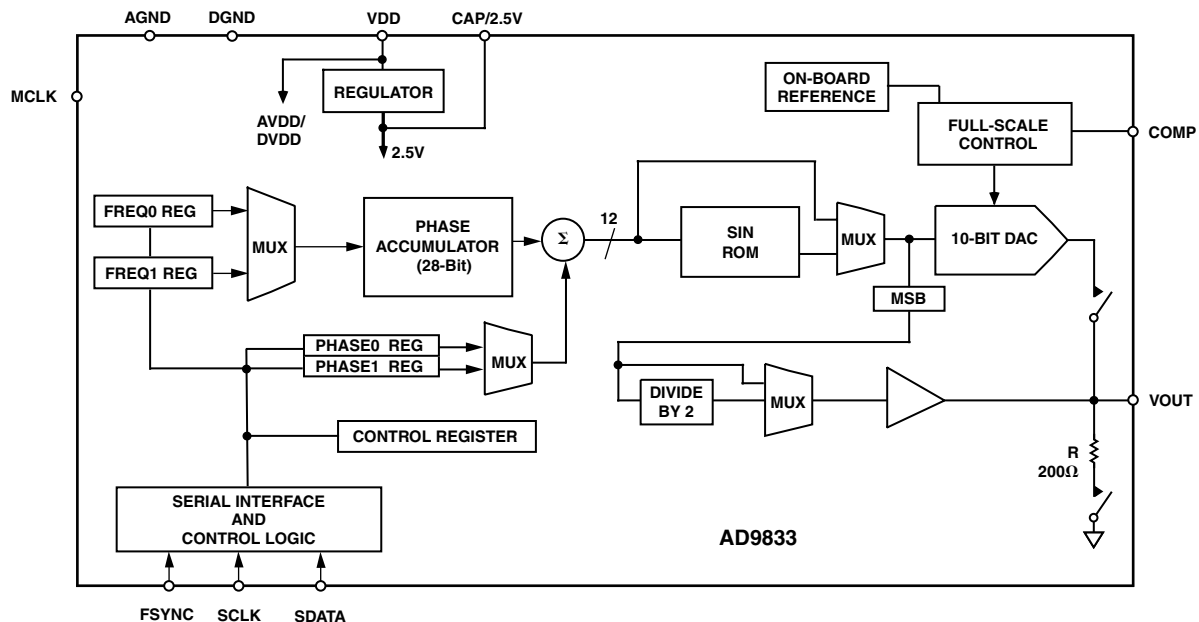 AGND
DGND
VDD
CAP/2.5V
MCLK
AVDD/
DVDD
REGULATOR
2.5V
ON-BOARD
REFERENCE
FULL-SCALE
CONTROL
COMP
FREQ0 REG
FREQ1 REG
MUX
PHASE
ACCUMULATOR
(28-Bit)
Σ
12
SIN
ROM
MUX
10-BIT DAC
MSB
PHASE0 REG
PHASE1 REG
MUX
DIVIDE
BY 2
MUX
VOUT
CONTROL REGISTER
R
200Ω
SERIAL INTERFACE
AND
CONTROL LOGIC
AD9833
FSYNC
SCLK
SDATA